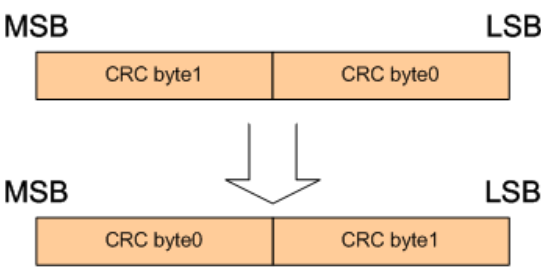 MSB LSB
CRC byte1 CRC byte0
MSB LSB
CRC byte0 CRC byte1